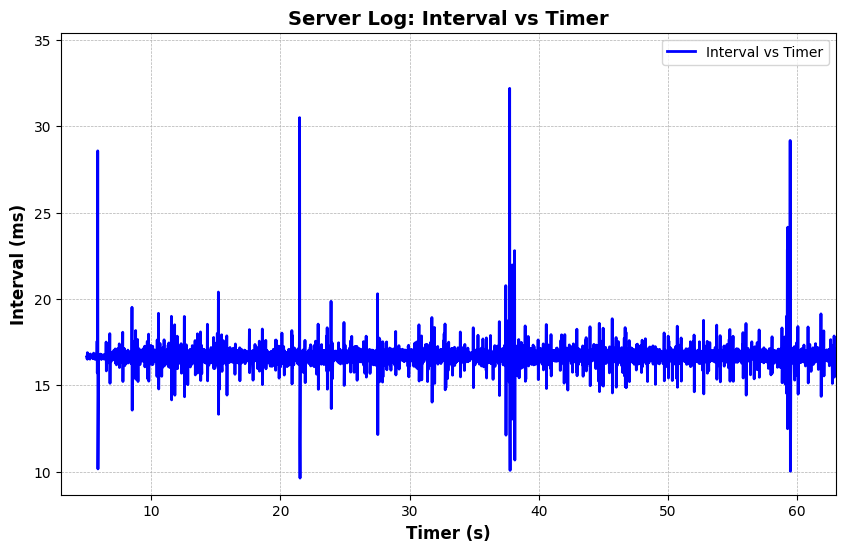 Server Log: Interval vs Timer
Interval vs Timer
35
30
25
20
15
10
Interval (ms)
10 20 30 40 50 60
Timer (s)